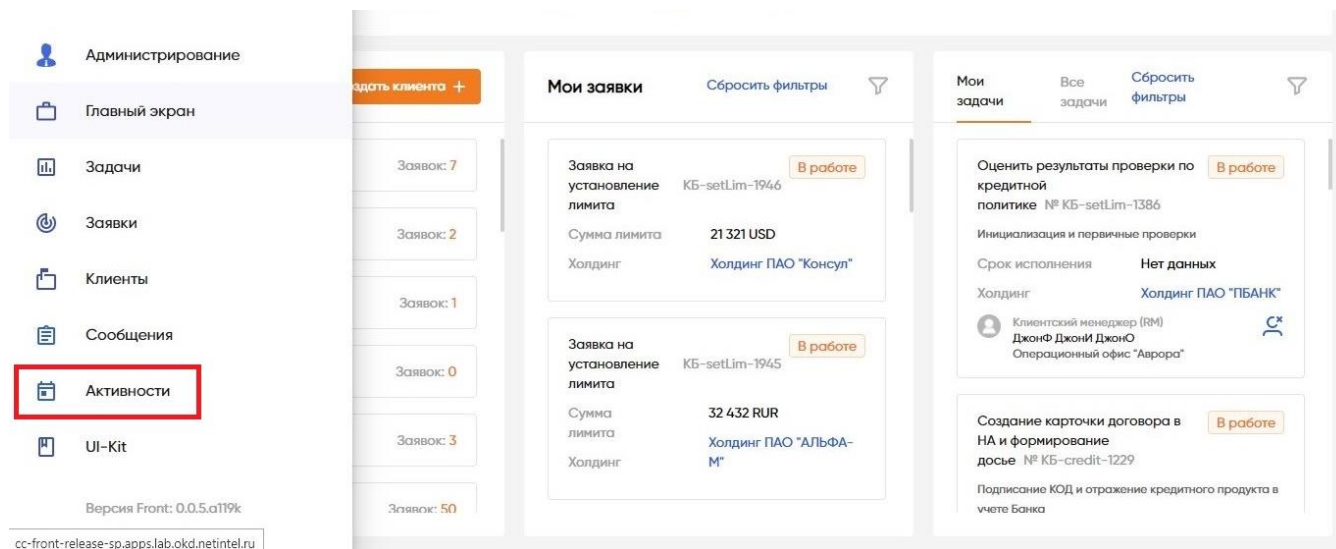 Администрирование
Главный экран
Задачи
Заявки
Клиенты
Сообщения
Активности
UI-Kit
Версия Front: 0.0.5.a119k
cc-front-release-sp.apps.lab.okd.netintel.ru
клиента +
Заявок: 7
Заявок: 2
Заявок: 1
Заявок: 0
Заявок: 3
Заявок: 50
Мои заявки Сбросить фильтры
Заявка на
установление
лимита
КБ-setLim-1946
В работе
Сумма лимита 21 321 USD
Холдинг Холдинг ПАО "Консул"
Заявка на
установление
лимита
КБ-setLim-1945
В работе
Сумма
лимита
32 432 RUR
Холдинг
Холдинг ПАО "АЛЬФА-
М"
Мои
задачи
Все
задачи
Сбросить
фильтры
Оценить результаты проверки по
кредитной
политике № КБ-setLim-1386
В работе
Инициализация и первичные проверки
Срок исполнения Нет данных
Холдинг Холдинг ПАО "ПБАНК"
Клиентский менеджер (RM)
ДжонФ ДжонИ ДжонО
Операционный офис "Аврора"
Создание карточки договора в
НА и формирование
досье № КБ-credit-1229
В работе
Подписание КОД и отражение кредитного продукта в
учете Банка